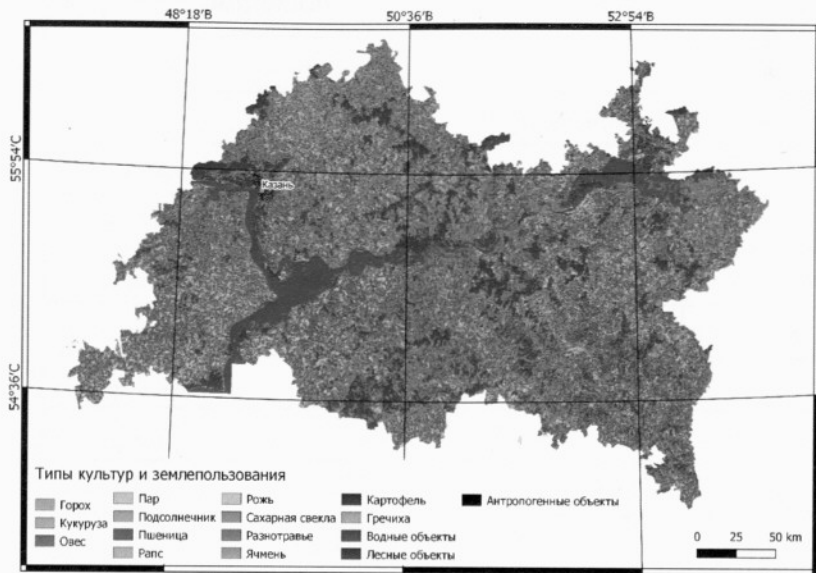 48°18′В 50°36′В 52°54′В
55°54′С
Казань
54°36′С
Типы культур и землепользования
Горох
Кукуруза
Овес
Пар
Подсолнечник
Пшеница
Рапс
Рожь
Сахарная свекла
Разнотравье
Ячмень
Картофель
Гречиха
Водные объекты
Лесные объекты
Антропогенные объекты
0 25 50 km